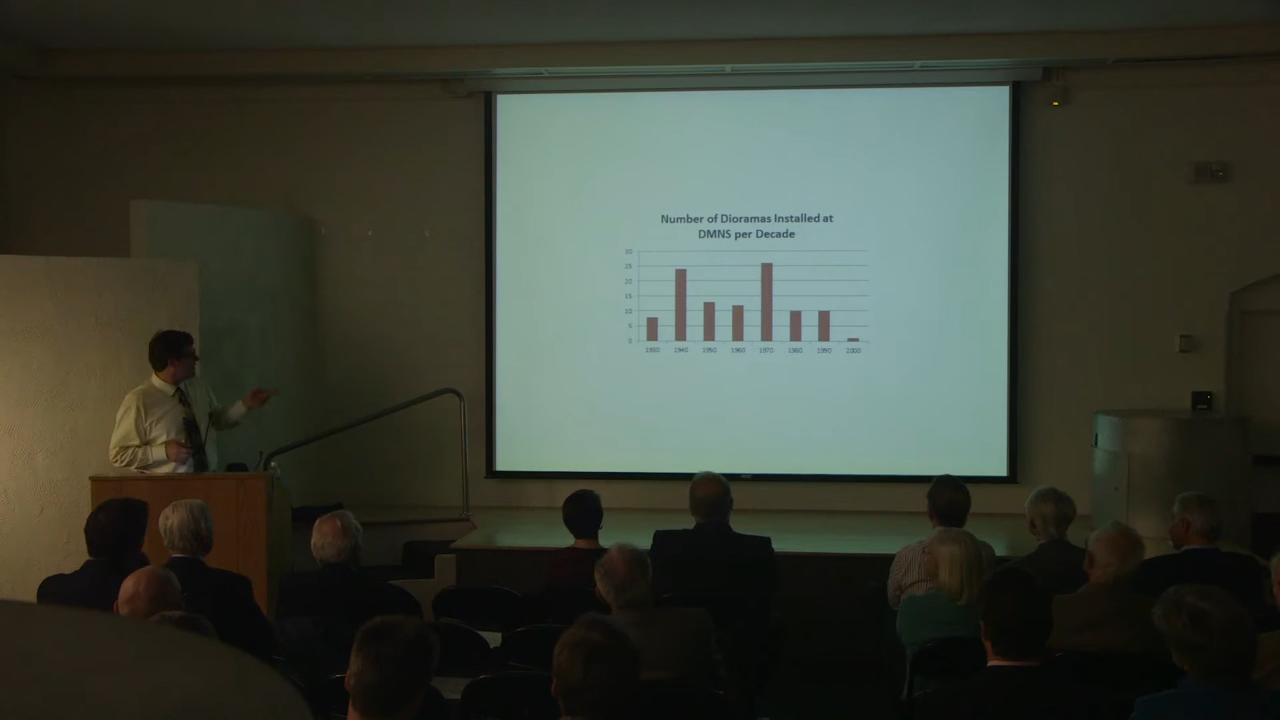 Number of Dioramas Installed at
DMNS per Decade
30
25
20
15
10
5
0
1930 1940 1950 1960 1970 1980 1990 2000